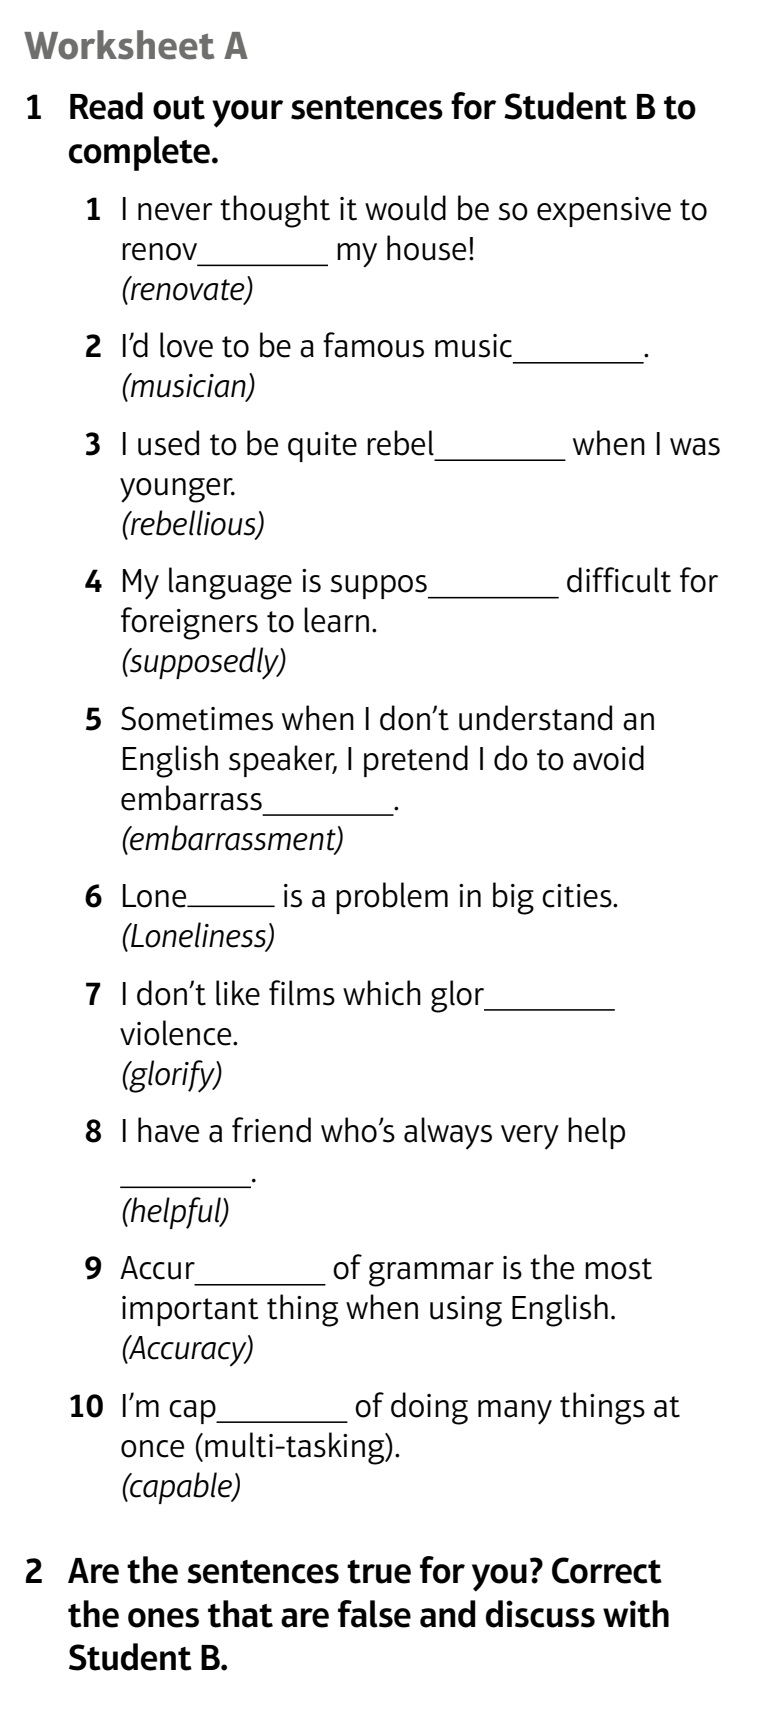 Worksheet A
1 Read out your sentences for Student B to
complete.
1 I never thought it would be so expensive to
renov________ my house!
(renovate)
2 I’d love to be a famous music________.
(musician)
3 I used to be quite rebel________ when I was
younger.
(rebellious)
4 My language is suppos________ difficult for
foreigners to learn.
(supposedly)
5 Sometimes when I don’t understand an
English speaker, I pretend I do to avoid
embarrass________.
(embarrassment)
6 Lone_____ is a problem in big cities.
(Loneliness)
7 I don’t like films which glor________
violence.
(glorify)
8 I have a friend who’s always very help
________.
(helpful)
9 Accur________ of grammar is the most
important thing when using English.
(Accuracy)
10 I’m cap________ of doing many things at
once (multi-tasking).
(capable)
2 Are the sentences true for you? Correct
the ones that are false and discuss with
Student B.